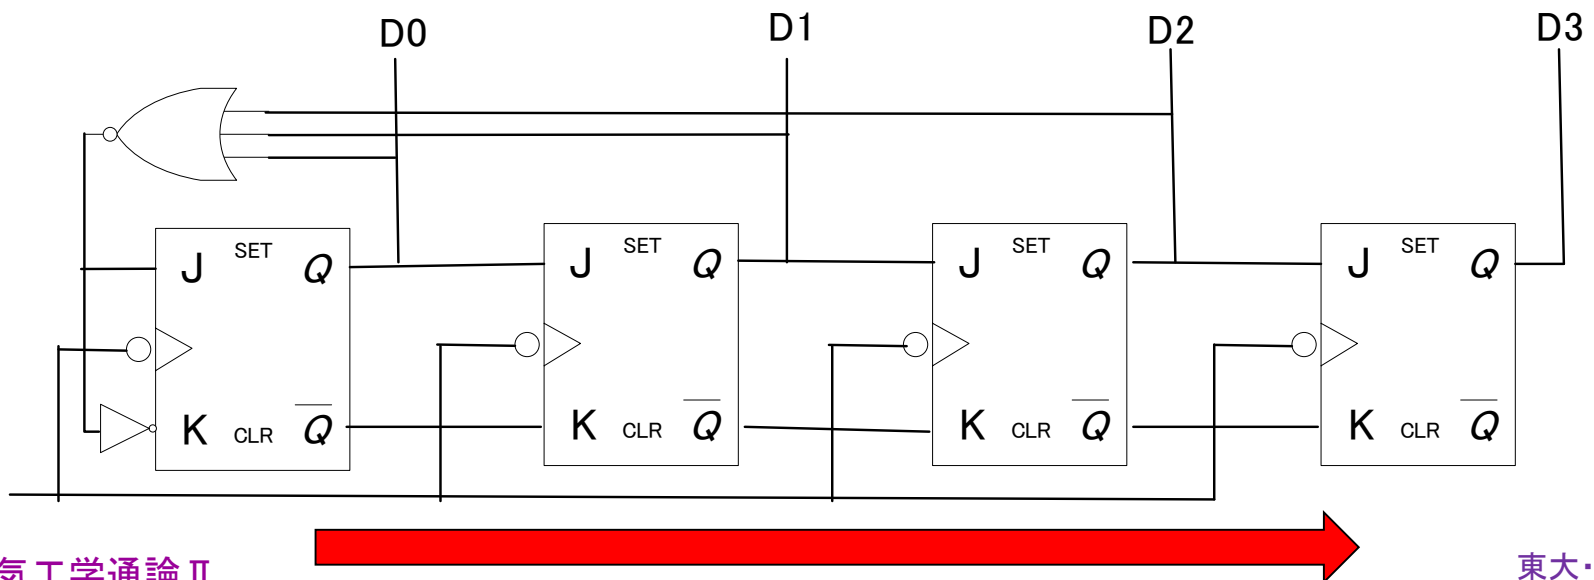 D0 D1 D2 D3
J SET Q J SET Q J SET Q J SET Q
K CLR Q K CLR Q K CLR Q K CLR Q
気工学通論Ⅱ
東大・